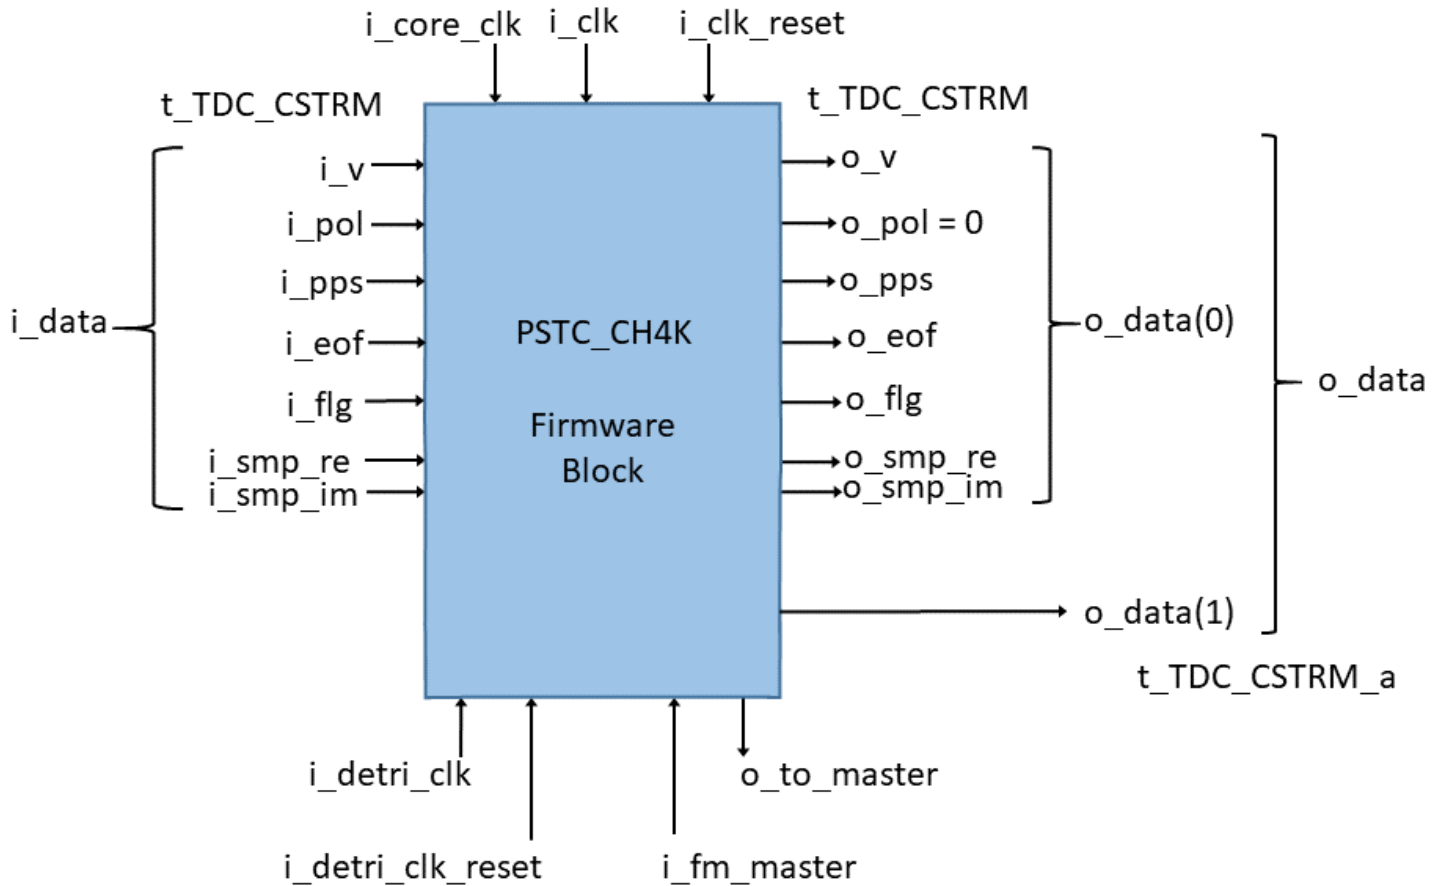 i_core_clk i_clk i_clk_reset
t_TDC_CSTRM t_TDC_CSTRM
i_v o_v
i_pol o_pol = 0
i_pps o_pps
i_eof o_eof
i_data PSTC_CH4K o_data(0)
i_flg o_flg
o_data
Firmware
Block
i_smp_re o_smp_re
i_smp_im o_smp_im
o_data(1)
t_TDC_CSTRM_a
i_detri_clk o_to_master
i_detri_clk_reset i_fm_master